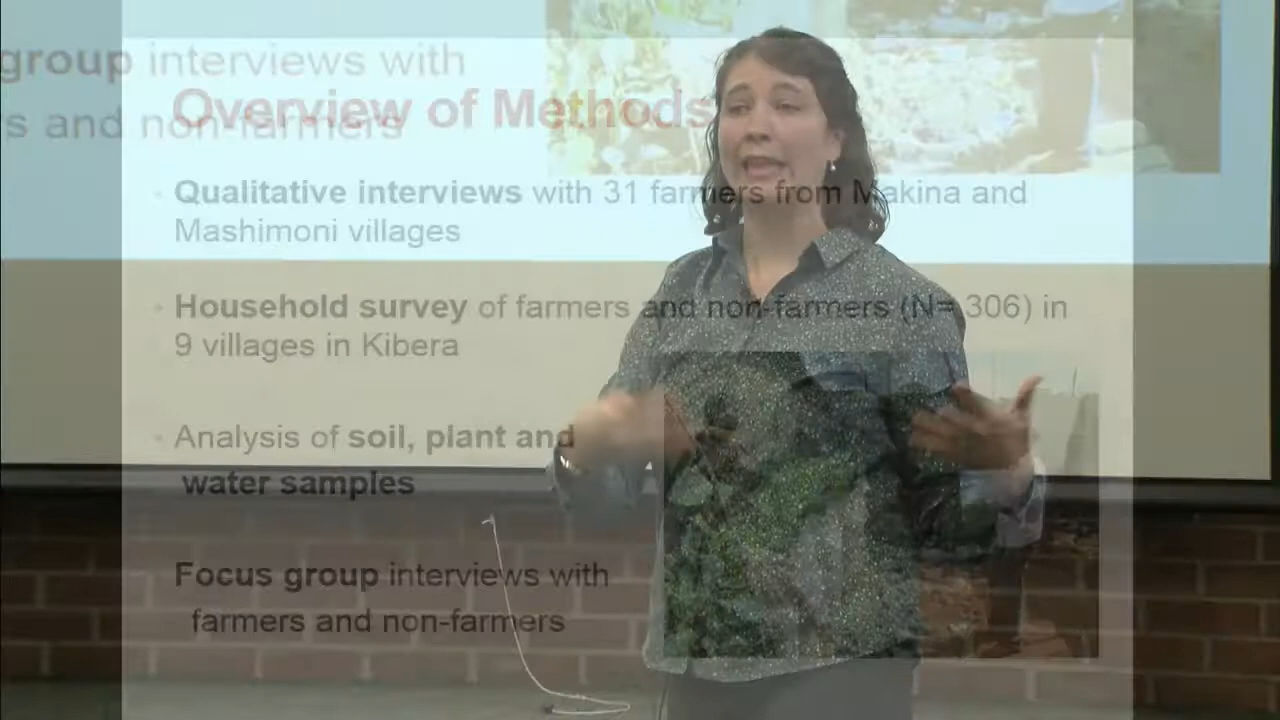 group interviews with
s and non-farmers
Overview of Methods
Qualitative interviews with 31 farmers from Makina and
Mashimoni villages
Household survey of farmers and non-farmers (N= 306) in
9 villages in Kibera
Analysis of soil, plant and
water samples
Focus group interviews with
farmers and non-farmers